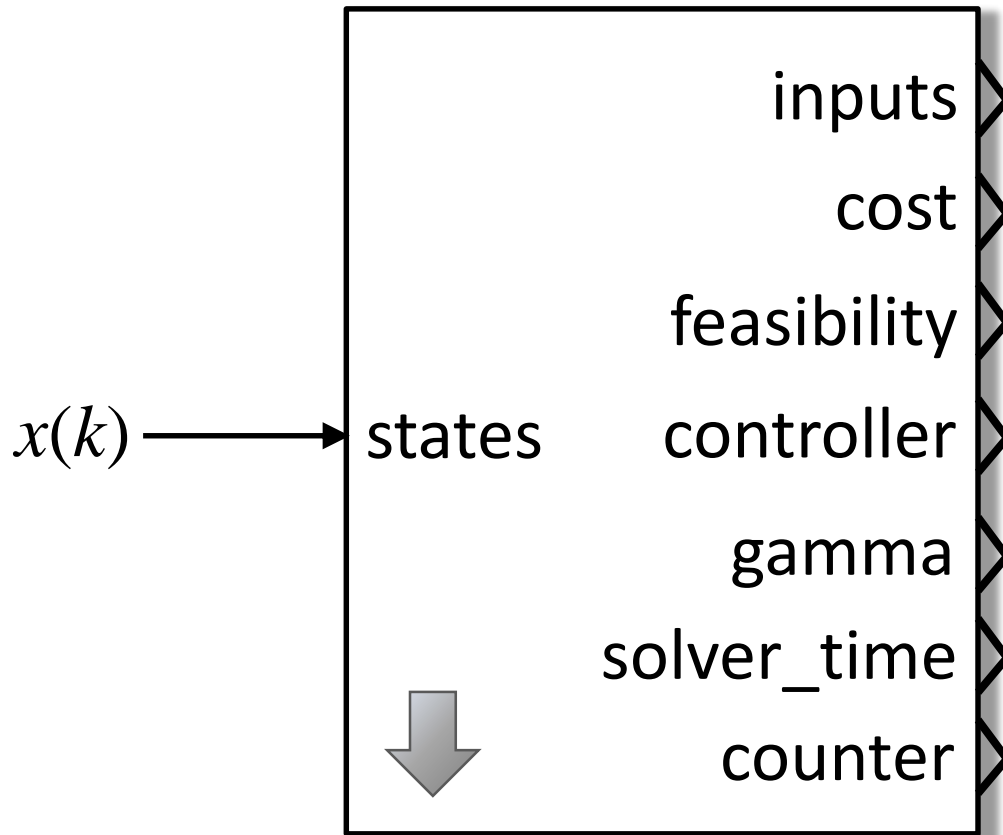 inputs
cost
feasibility
x(k)
states
controller
gamma
solver_time
counter